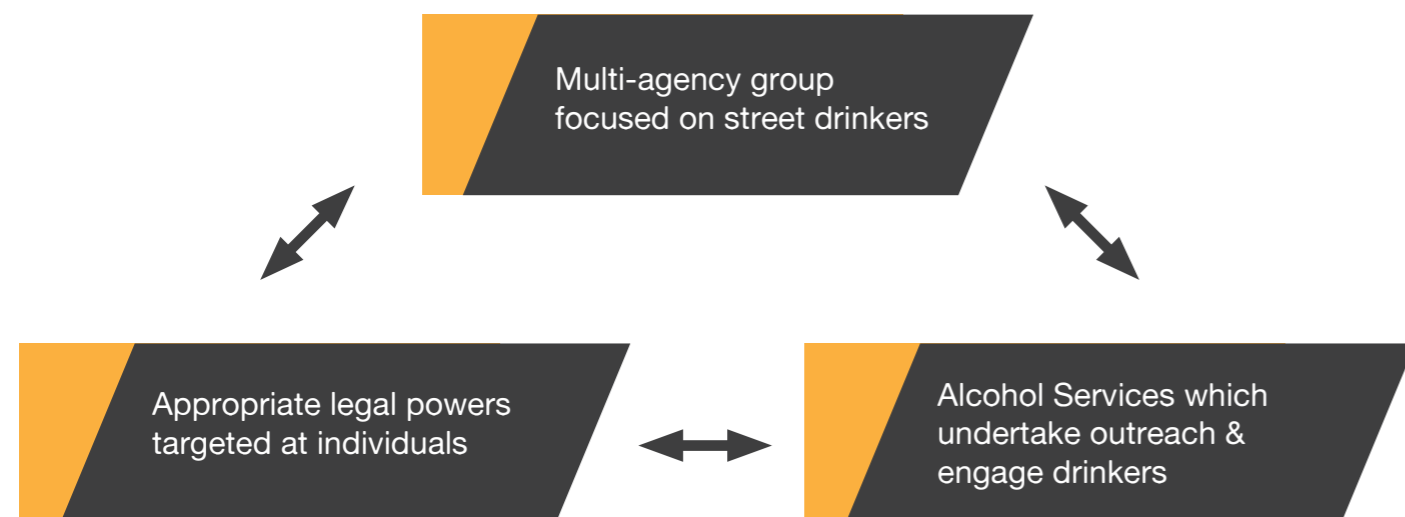 Multi-agency group
focused on street drinkers
Appropriate legal powers
targeted at individuals
Alcohol Services which
undertake outreach &
engage drinkers